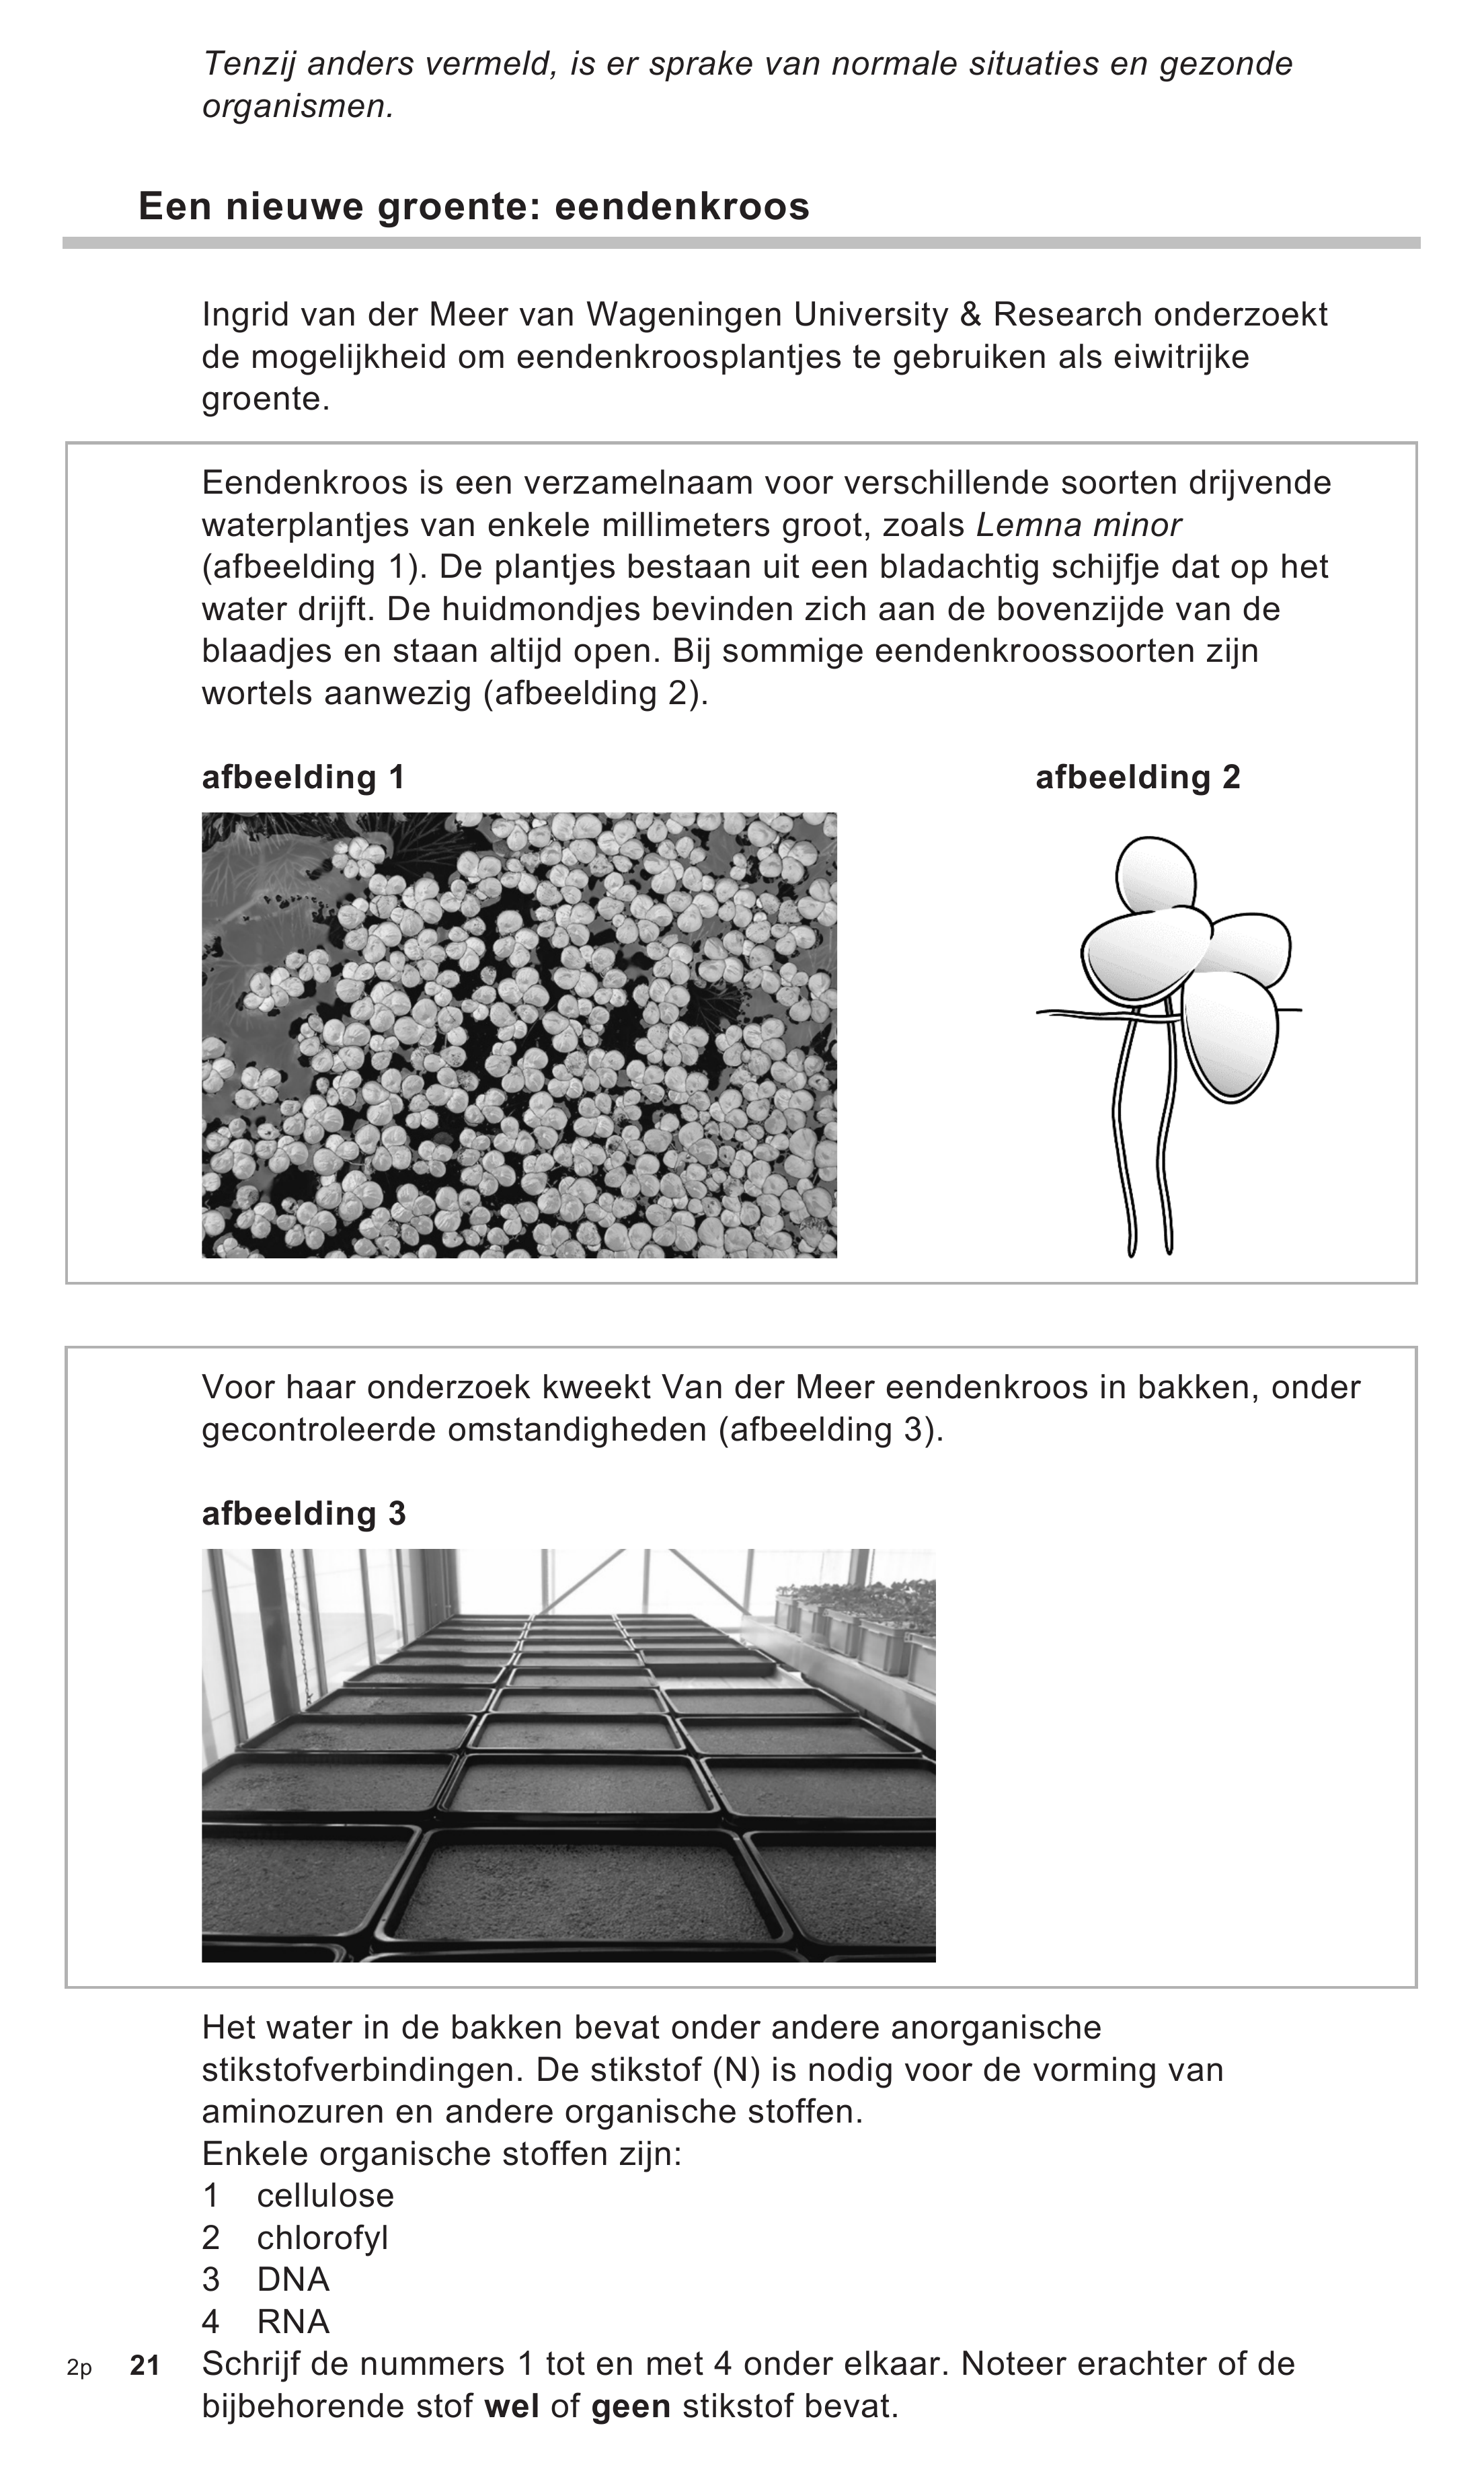 Tenzij anders vermeld, is er sprake van normale situaties en gezonde
organismen.
Een nieuwe groente: eendenkroos
Ingrid van der Meer van Wageningen University & Research onderzoekt
de mogelijkheid om eendenkroosplantjes te gebruiken als eiwitrijke
groente.
Eendenkroos is een verzamelnaam voor verschillende soorten drijvende
waterplantjes van enkele millimeters groot, zoals Lemna minor
(afbeelding 1). De plantjes bestaan uit een bladachtig schijfje dat op het
water drijft. De huidmondjes bevinden zich aan de bovenzijde van de
blaadjes en staan altijd open. Bij sommige eendenkroossoorten zijn
wortels aanwezig (afbeelding 2).
afbeelding 1
afbeelding 2
Voor haar onderzoek kweekt Van der Meer eendenkroos in bakken, onder
gecontroleerde omstandigheden (afbeelding 3).
afbeelding 3
Het water in de bakken bevat onder andere anorganische
stikstofverbindingen. De stikstof (N) is nodig voor de vorming van
aminozuren en andere organische stoffen.
Enkele organische stoffen zijn:
1 cellulose
2 chlorofyl
3 DNA
4 RNA
2p 21 Schrijf de nummers 1 tot en met 4 onder elkaar. Noteer erachter of de
bijbehorende stof wel of geen stikstof bevat.